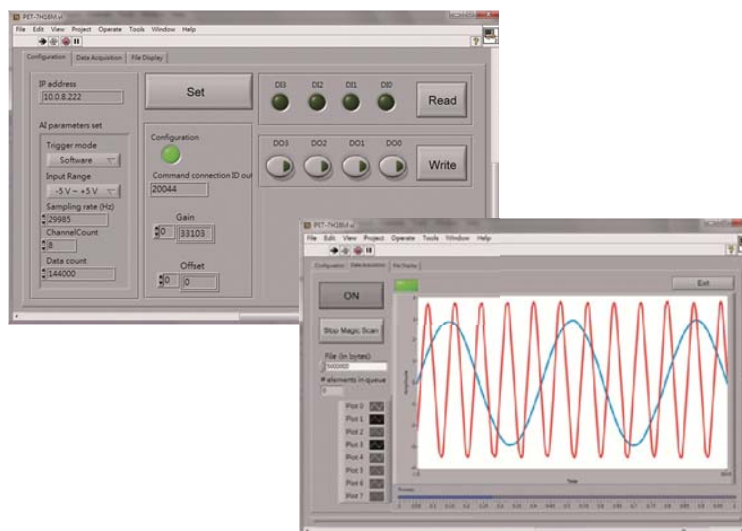 PET-7H16M.vi
File Edit View Project Operate Tools Window Help
Configuration Data Acquistion File Display
IP address
10.0.8.222
AI parameters set
Trigger mode
Software
Input Range
-5 V ~ +5 V
Sampling rate (Hz)
29985
ChannelCount
8
Data count
144000
Set
Configuration
Command connection ID out
20044
Gain
0 33103
Offset
0 0
DI3 DI2 DI1 DI0
Read
DO3 DO2 DO1 DO0
Write
PET-7H16M.vi
File Edit View Project Operate Tools Window Help
Configuration Data Acquistion File Display
ON
Stop Magic Scan
File (in bytes)
# elements in queue
0
Plot 0
Plot 1
Plot 2
Plot 3
Plot 4
Plot 5
Plot 6
Plot 7
Exit
Amplitude
Time